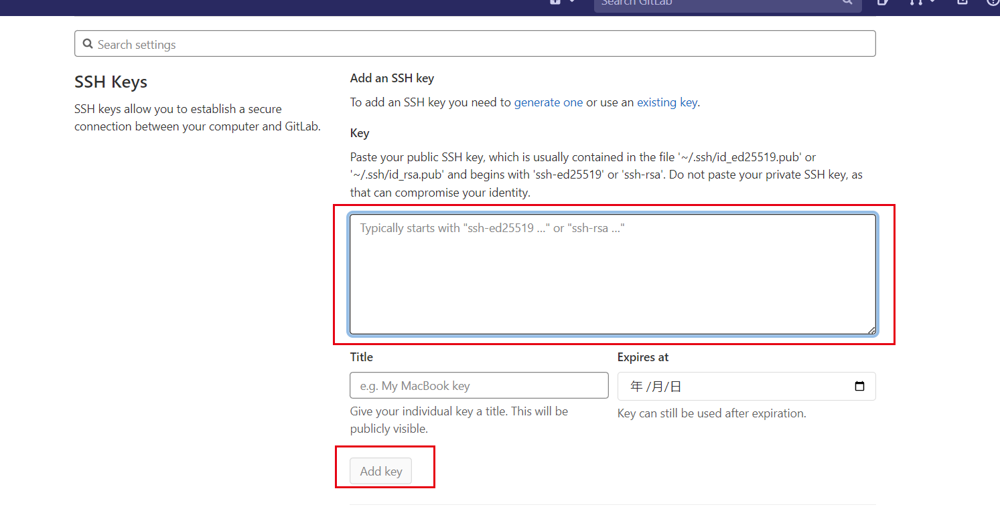 Search GitLab
Search settings
SSH Keys
SSH keys allow you to establish a secure
connection between your computer and GitLab.
Add an SSH key
To add an SSH key you need to generate one or use an existing key.
Key
Paste your public SSH key, which is usually contained in the file '~/.ssh/id_ed25519.pub' or
'~/.ssh/id_rsa.pub' and begins with 'ssh-ed25519' or 'ssh-rsa'. Do not paste your private SSH key, as
that can compromise your identity.
Typically starts with "ssh-ed25519 ..." or "ssh-rsa ..."
Title
Expires at
e.g. My MacBook key
年 /月/日
Give your individual key a title. This will be
publicly visible.
Key can still be used after expiration.
Add key